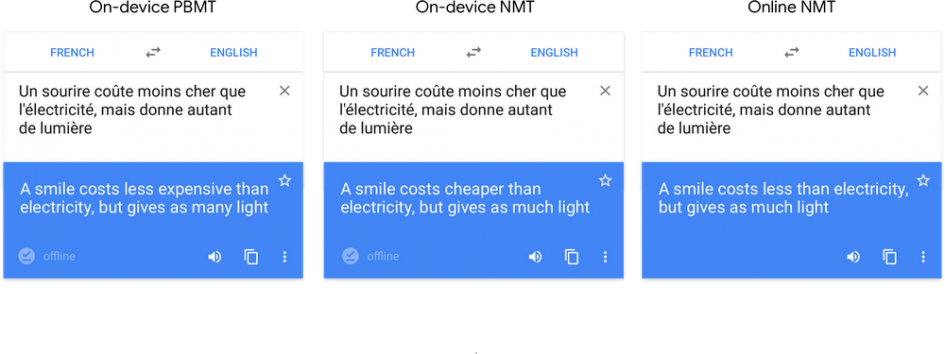 On-device PBMT
On-device NMT
Online NMT
FRENCH
ENGLISH
Un sourire coûte moins cher que
l'électricité, mais donne autant
de lumière
A smile costs less expensive than
electricity, but gives as many light
offline
FRENCH
ENGLISH
Un sourire coûte moins cher que
l'électricité, mais donne autant
de lumière
A smile costs cheaper than
electricity, but gives as much light
offline
FRENCH
ENGLISH
Un sourire coûte moins cher que
l'électricité, mais donne autant
de lumière
A smile costs less than electricity,
but gives as much light